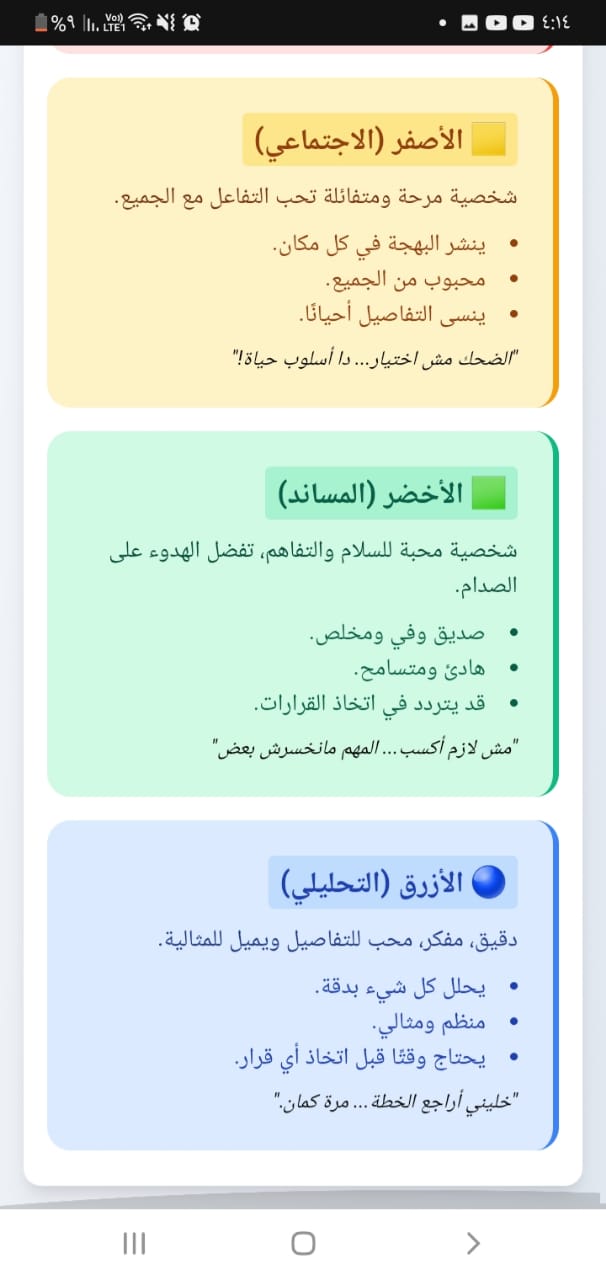 %٩ Vo) LTE1 ٤:١٤
الأصفر (الاجتماعي)
شخصية مرحة ومتفائلة تحب التفاعل مع الجميع.
• ينشر البهجة في كل مكان.
• محبوب من الجميع.
• ينسى التفاصيل أحيانًا.
"الضحك مش اختيار... دا أسلوب حياة!"
الأخضر (المساند)
شخصية محبة للسلام والتفاهم، تفضل الهدوء على
الصدام.
• صديق وفي ومخلص.
• هادئ ومتسامح.
• قد يتردد في اتخاذ القرارات.
"مش لازم أكسب... المهم مانخسرش بعض"
الأزرق (التحليلي)
دقيق، مفكر، محب للتفاصيل ويميل للمثالية.
• يحلل كل شيء بدقة.
• منظم ومثالي.
• يحتاج وقتًا قبل اتخاذ أي قرار.
"خليني أراجع الخطة... مرة كمان."